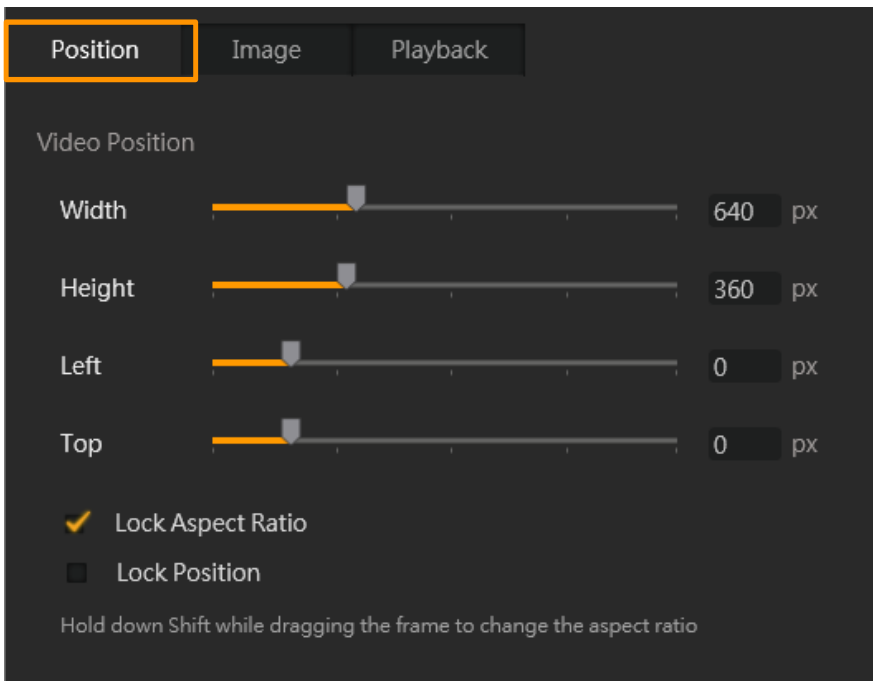 Position Image Playback
Video Position
Width 640 px
Height 360 px
Left 0 px
Top 0 px
Lock Aspect Ratio
Lock Position
Hold down Shift while dragging the frame to change the aspect ratio